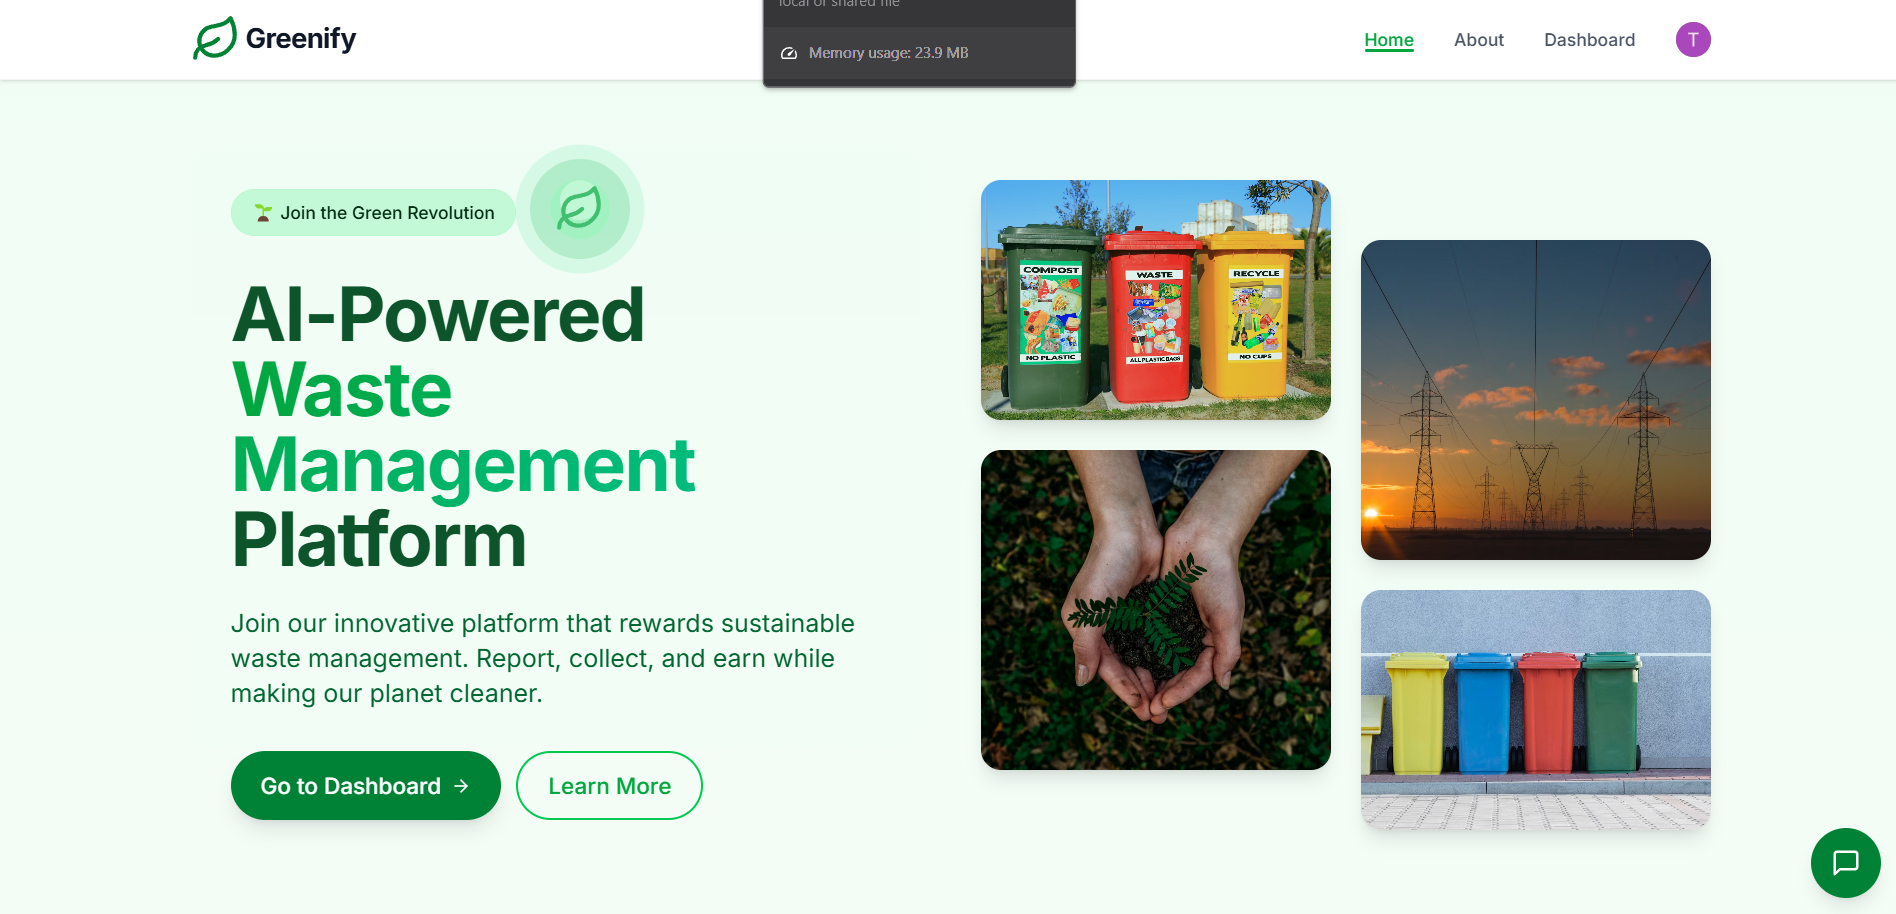 local or shared file
Memory usage: 23.9 MB
Greenify
Home
About
Dashboard
T
🌱 Join the Green Revolution
AI-Powered
Waste
Management
Platform
Join our innovative platform that rewards sustainable
waste management. Report, collect, and earn while
making our planet cleaner.
Go to Dashboard →
Learn More
COMPOST
NO PLASTIC
WASTE
ALL PLASTIC BAGS
RECYCLE
NO CUPS